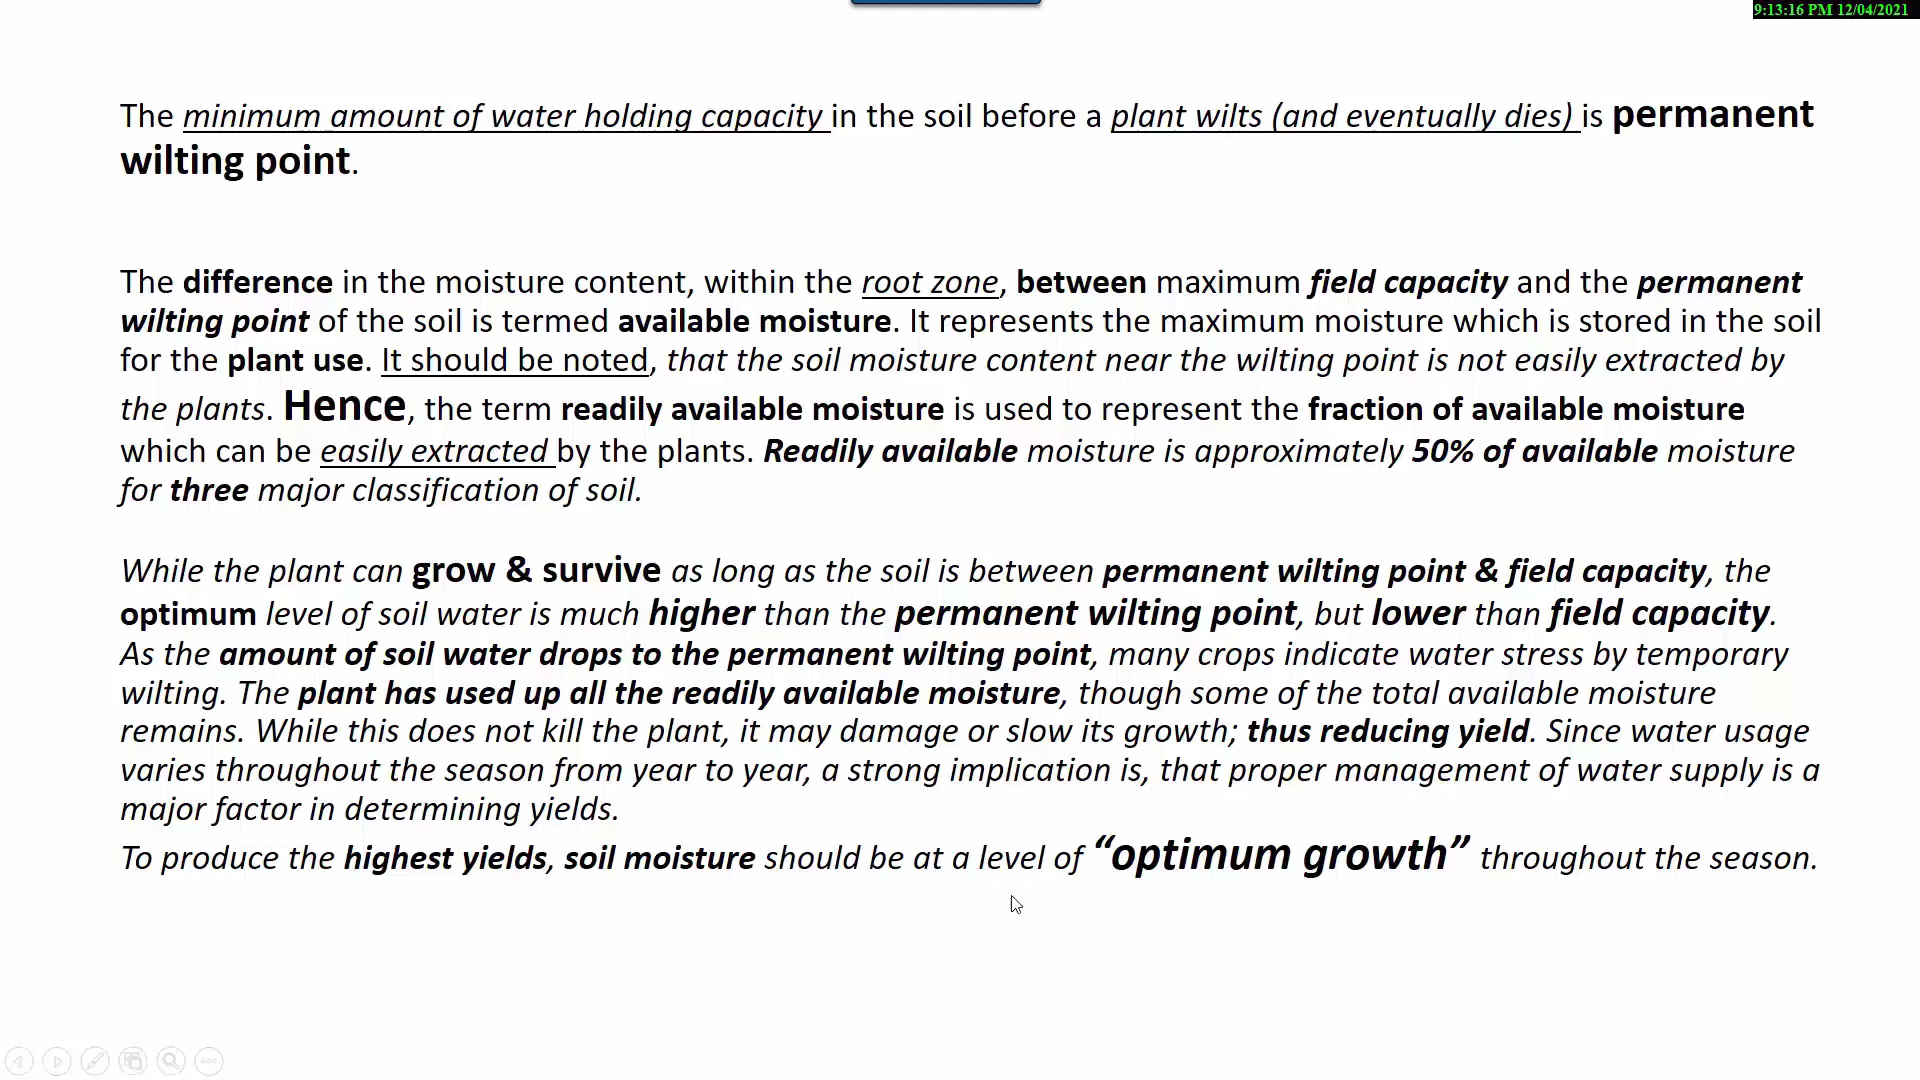 9:13:16 PM 12/04/2021
The minimum amount of water holding capacity in the soil before a plant wilts (and eventually dies) is permanent
wilting point.
The difference in the moisture content, within the root zone, between maximum field capacity and the permanent
wilting point of the soil is termed available moisture. It represents the maximum moisture which is stored in the soil
for the plant use. It should be noted, that the soil moisture content near the wilting point is not easily extracted by
the plants. Hence, the term readily available moisture is used to represent the fraction of available moisture
which can be easily extracted by the plants. Readily available moisture is approximately 50% of available moisture
for three major classification of soil.
While the plant can grow & survive as long as the soil is between permanent wilting point & field capacity, the
optimum level of soil water is much higher than the permanent wilting point, but lower than field capacity.
As the amount of soil water drops to the permanent wilting point, many crops indicate water stress by temporary
wilting. The plant has used up all the readily available moisture, though some of the total available moisture
remains. While this does not kill the plant, it may damage or slow its growth; thus reducing yield. Since water usage
varies throughout the season from year to year, a strong implication is, that proper management of water supply is a
major factor in determining yields.
To produce the highest yields, soil moisture should be at a level of “optimum growth” throughout the season.